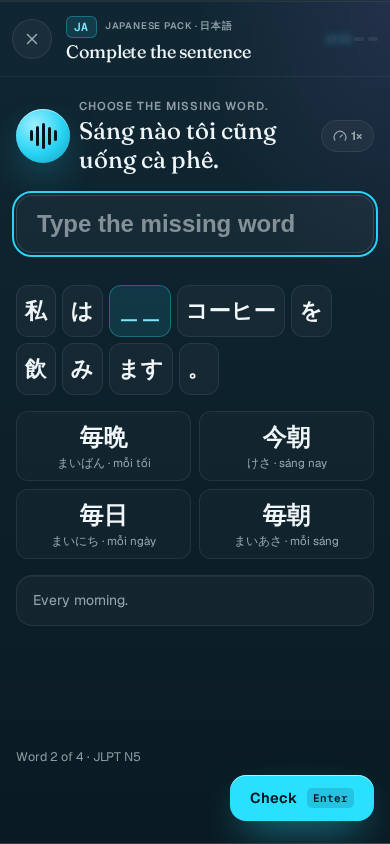 JA JAPANESE PACK · 日本語
Complete the sentence
CHOOSE THE MISSING WORD.
Sáng nào tôi cũng
uống cà phê.
1×
Type the missing word
私 は __ コーヒー を
飲 み ます 。
毎晩
まいばん · mỗi tối
今朝
けさ · sáng nay
毎日
まいにち · mỗi ngày
毎朝
まいあさ · mỗi sáng
Every morning.
Word 2 of 4 · JLPT N5
Check Enter